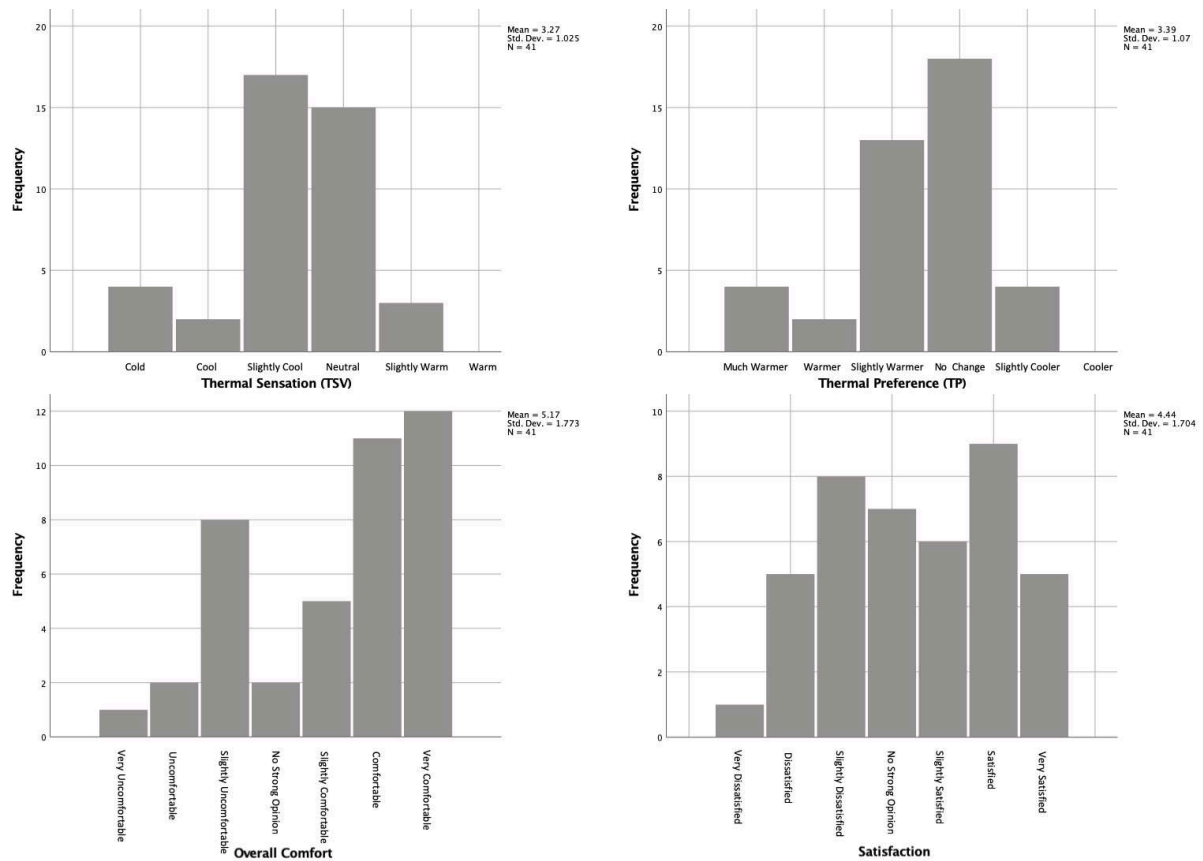 20
15
10
5
0
Frequency
Mean = 3.27
Std. Dev. = 1.025
N = 41
Cold Cool Slightly Cool Neutral Slightly Warm Warm
Thermal Sensation (TSV)
20
15
10
5
0
Frequency
Mean = 3.39
Std. Dev. = 1.07
N = 41
Much Warmer Warmer Slightly Warmer No Change Slightly Cooler Cooler
Thermal Preference (TP)
12
10
8
6
4
2
0
Frequency
Mean = 5.17
Std. Dev. = 1.773
N = 41
Very Uncomfortable
Uncomfortable
Slightly Uncomfortable
No Strong Opinion
Slightly Comfortable
Comfortable
Very Comfortable
Overall Comfort
10
8
6
4
2
0
Frequency
Mean = 4.44
Std. Dev. = 1.704
N = 41
Very Dissatisfied
Dissatisfied
Slightly Dissatisfied
No Strong Opinion
Slightly Satisfied
Satisfied
Very Satisfied
Satisfaction